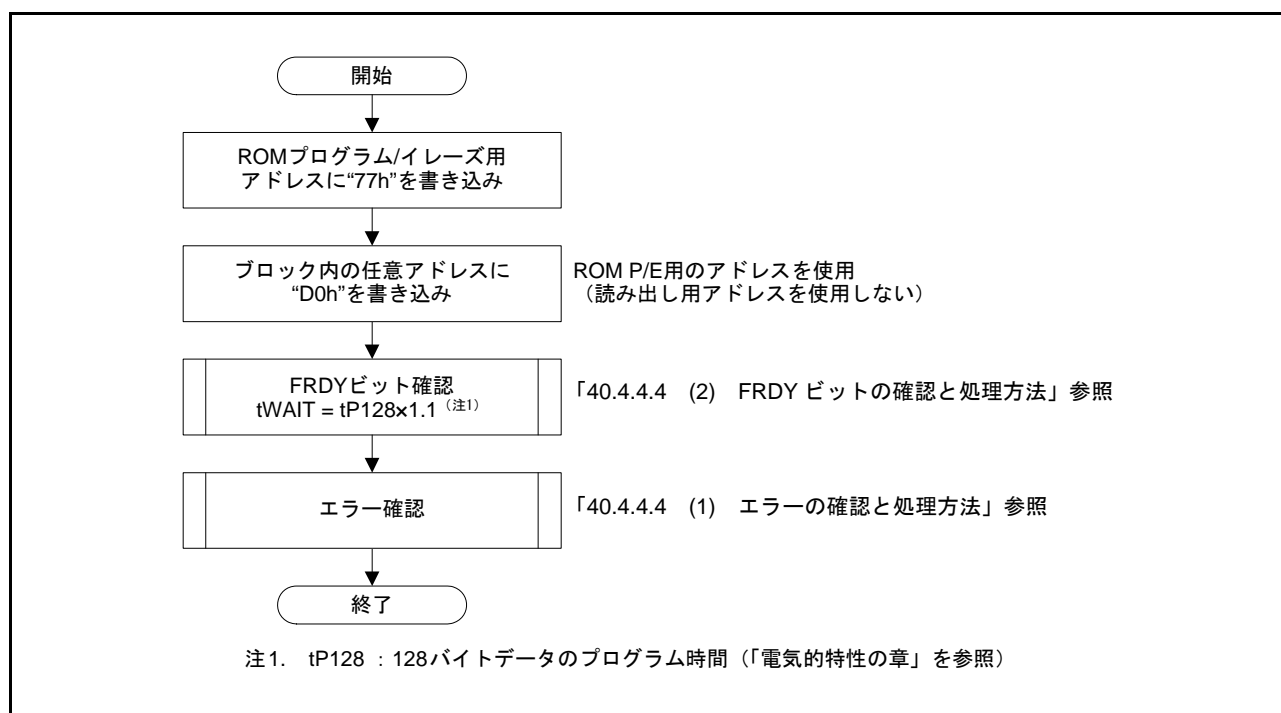 開始
ROMプログラム/イレーズ用
アドレスに“77h”を書き込み
ブロック内の任意アドレスに
“D0h”を書き込み
ROM P/E用のアドレスを使用
（読み出し用アドレスを使用しない）
FRDYビット確認
tWAIT = tP128×1.1（注1）
「40.4.4.4 (2) FRDY ビットの確認と処理方法」参照
エラー確認
「40.4.4.4 (1) エラーの確認と処理方法」参照
終了
注1. tP128 ：128バイトデータのプログラム時間（「電気的特性の章」を参照）